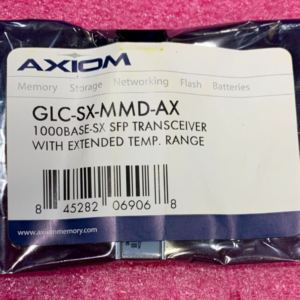 AXIOM
Memory Storage Networking Flash Batteries
GLC-SX-MMD-AX
1000BASE-SX SFP TRANSCEIVER
WITH EXTENDED TEMP. RANGE
8 45282 06906 8
www.axiommemory.com